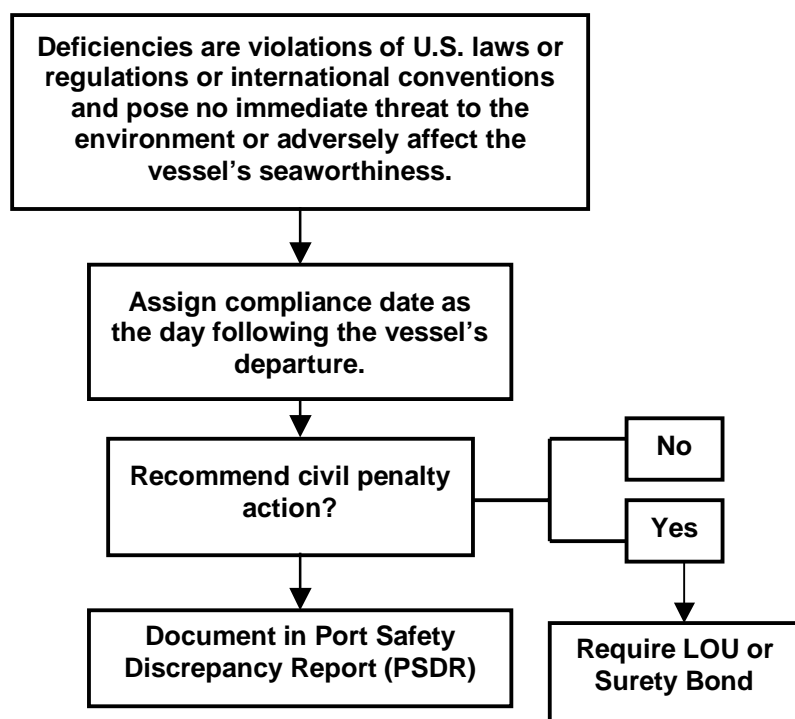 Deficiencies are violations of U.S. laws or
regulations or international conventions
and pose no immediate threat to the
environment or adversely affect the
vessel’s seaworthiness.
Assign compliance date as
the day following the vessel’s
departure.
Recommend civil penalty
action?
No
Yes
Document in Port Safety
Discrepancy Report (PSDR)
Require LOU or
Surety Bond